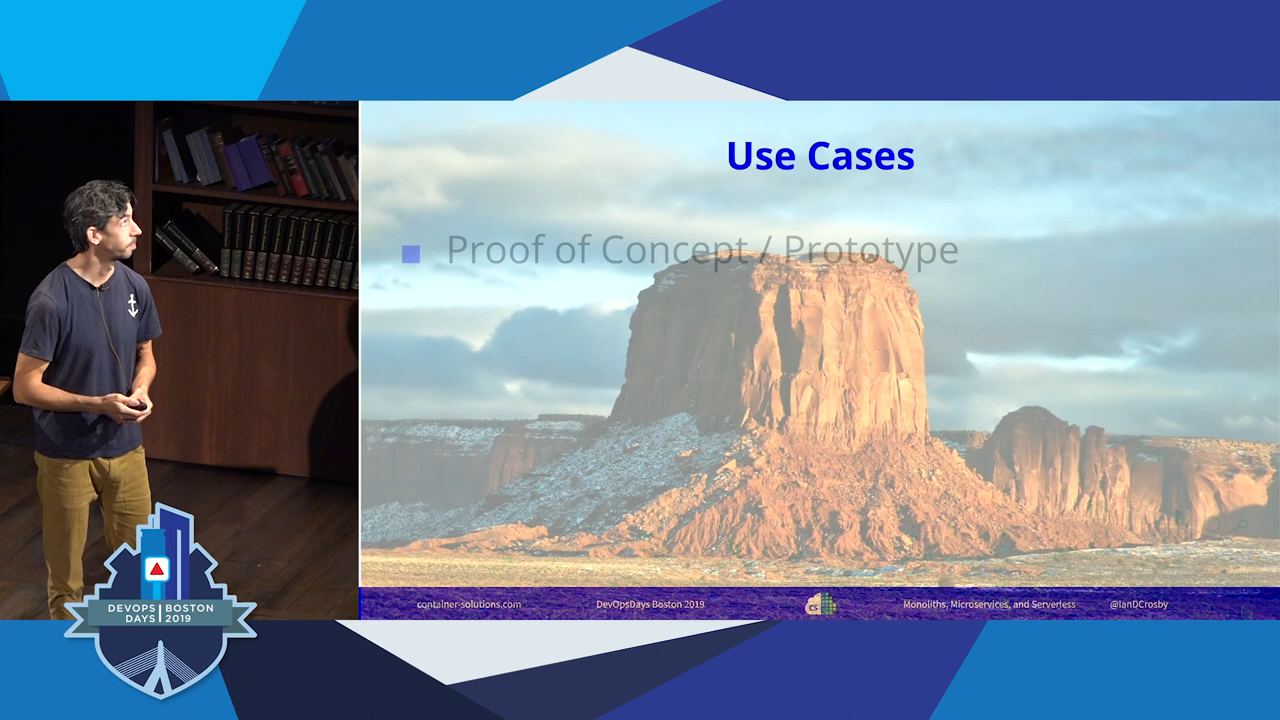 Use Cases
Proof of Concept / Prototype
container-solutions.com
DevOpsDays Boston 2019
cs
Monoliths, Microservices, and Serverless
@IanDCrosby
DEVOPS BOSTON
DAYS 2019